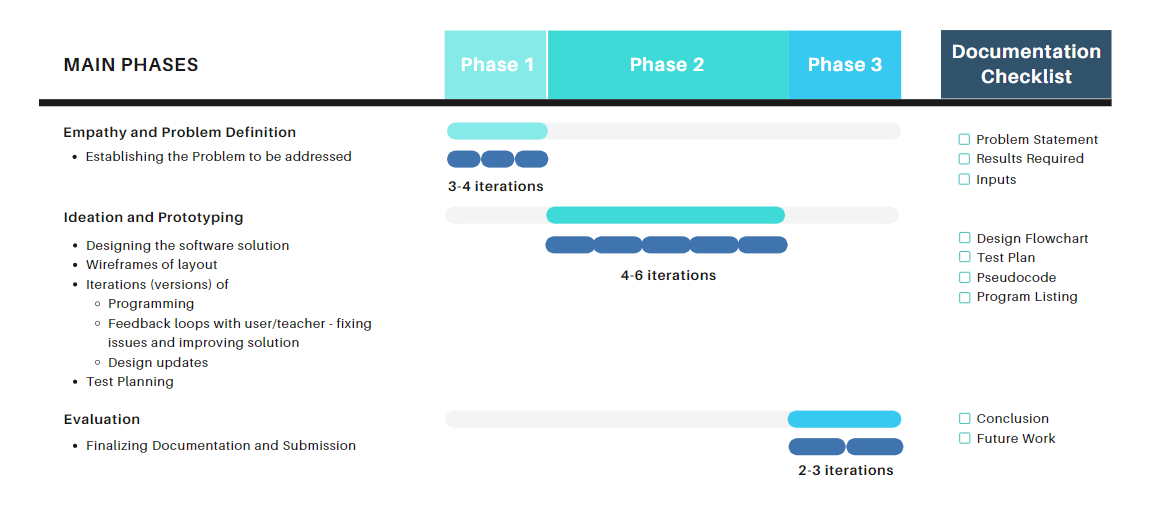 MAIN PHASES
Phase 1
Phase 2
Phase 3
Documentation
Checklist
Empathy and Problem Definition
Establishing the Problem to be addressed
3-4 iterations
Problem Statement
Results Required
Inputs
Ideation and Prototyping
Designing the software solution
Wireframes of layout
Iterations (versions) of
Programming
Feedback loops with user/teacher - fixing
issues and improving solution
Design updates
Test Planning
4-6 iterations
Design Flowchart
Test Plan
Pseudocode
Program Listing
Evaluation
Finalizing Documentation and Submission
2-3 iterations
Conclusion
Future Work